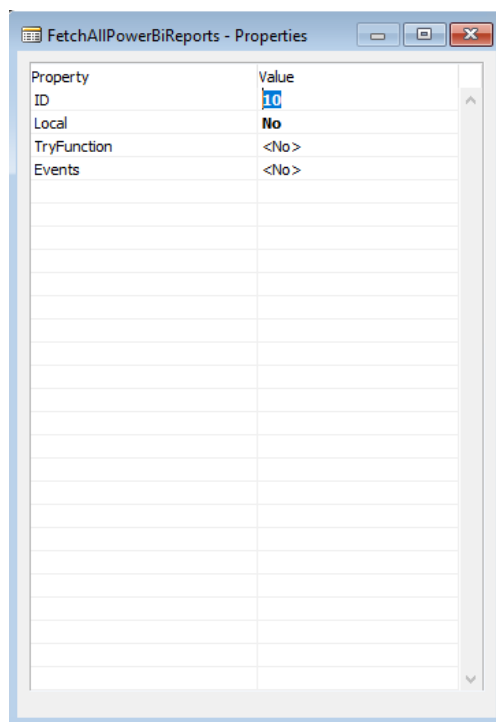 FetchAllPowerBiReports - Properties
Property Value
ID 10
Local No
TryFunction <No>
Events <No>